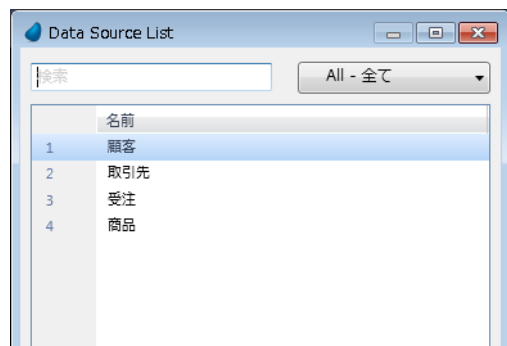 Data Source List
検索 All - 全て
名前
1 顧客
2 取引先
3 受注
4 商品